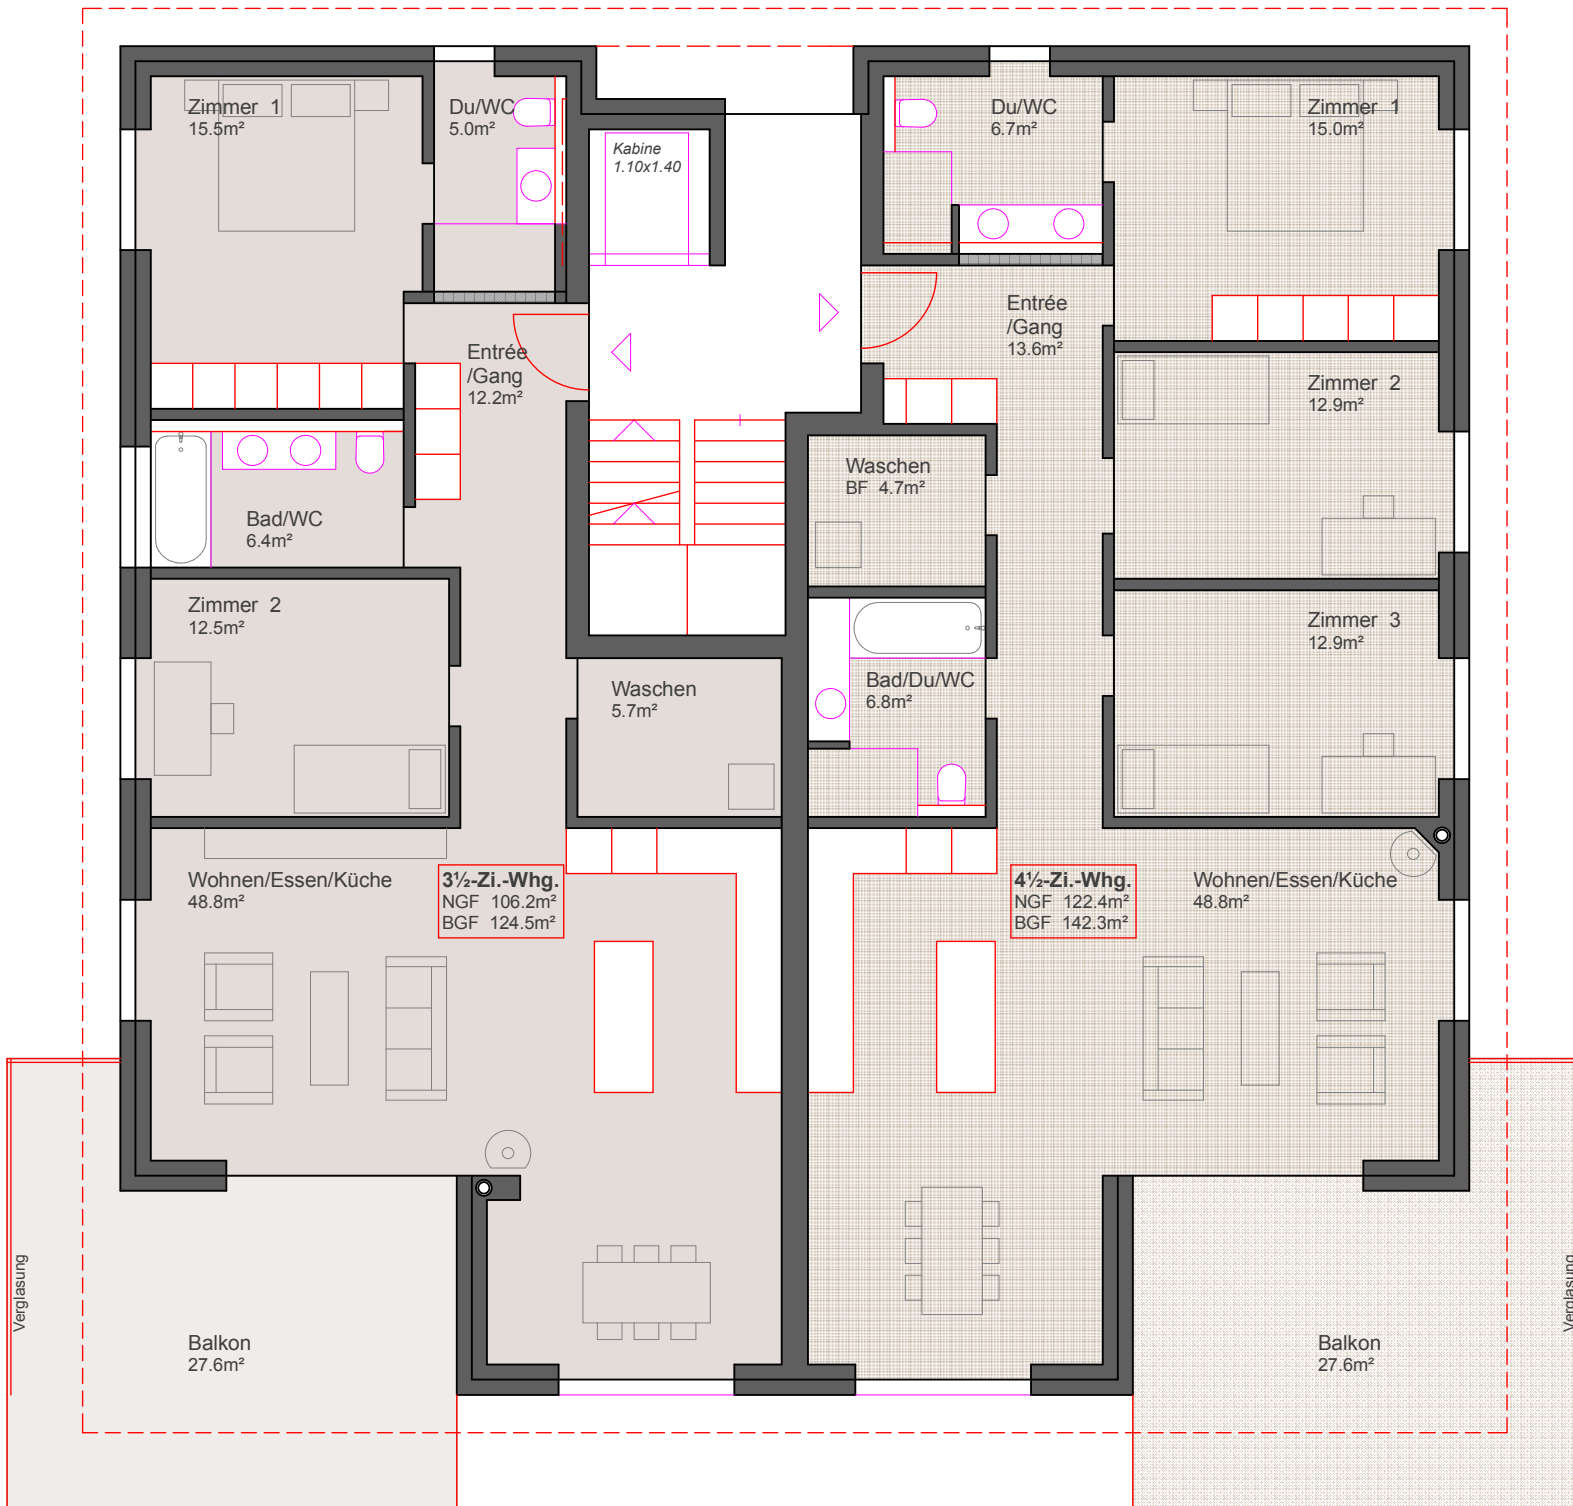 Zimmer 1
15.5m²
Du/WC
5.0m²
Kabine
1.10x1.40
Du/WC
6.7m²
Zimmer 1
15.0m²
Entrée
/Gang
12.2m²
Entrée
/Gang
13.6m²
Zimmer 2
12.9m²
Bad/WC
6.4m²
Waschen
BF 4.7m²
Zimmer 2
12.5m²
Waschen
5.7m²
Bad/Du/WC
6.8m²
Zimmer 3
12.9m²
Wohnen/Essen/Küche
48.8m²
3½-Zi.-Whg.
NGF 106.2m²
BGF 124.5m²
4½-Zi.-Whg.
NGF 122.4m²
BGF 142.3m²
Wohnen/Essen/Küche
48.8m²
Verglasung
Balkon
27.6m²
Balkon
27.6m²
Verglasung